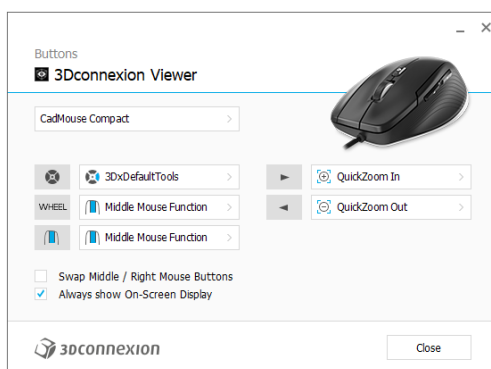 Buttons
3Dconnexion Viewer
CadMouse Compact
3DxDefaultTools
QuickZoom In
WHEEL
Middle Mouse Function
QuickZoom Out
Middle Mouse Function
Swap Middle / Right Mouse Buttons
Always show On-Screen Display
3Dconnexion
Close